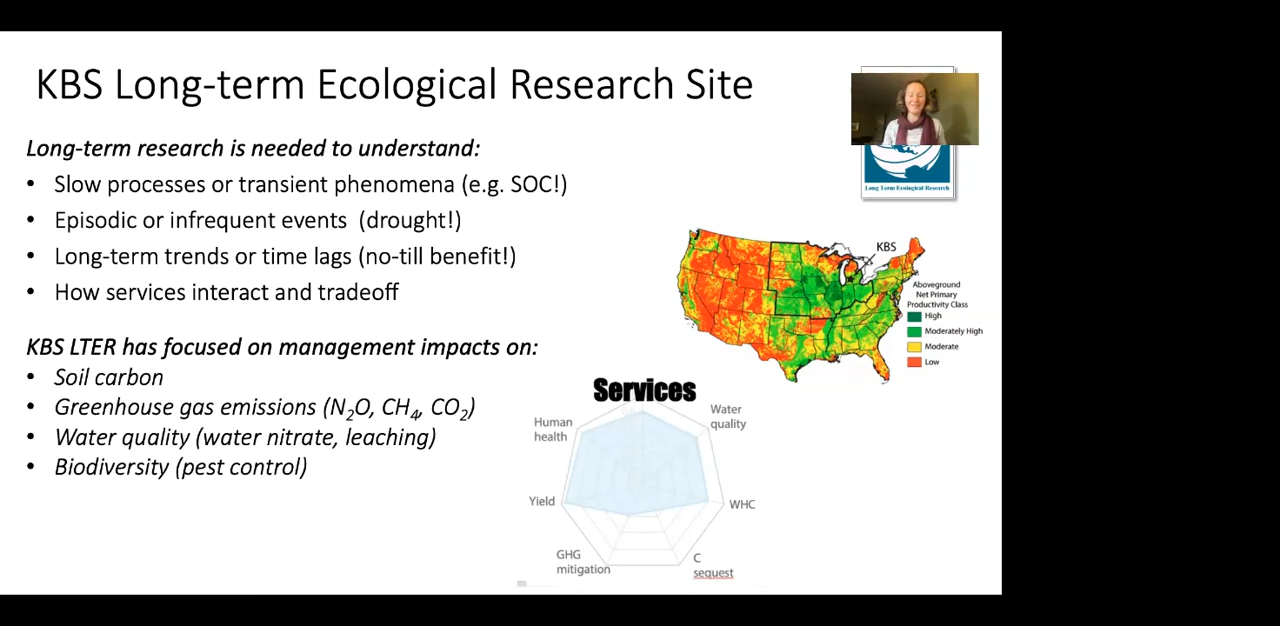 KBS Long-term Ecological Research Site
Long-term research is needed to understand:
• Slow processes or transient phenomena (e.g. SOC!)
• Episodic or infrequent events (drought!)
• Long-term trends or time lags (no-till benefit!)
• How services interact and tradeoff
KBS LTER has focused on management impacts on:
• Soil carbon
• Greenhouse gas emissions (N2O, CH4, CO2)
• Water quality (water nitrate, leaching)
• Biodiversity (pest control)
Long Term Ecological Research
KBS
Aboveground
Net Primary
Productivity Class
High
Moderately High
Moderate
Low
Services
Water
quality
WHC
C
sequest
GHG
mitigation
Yield
Human
health